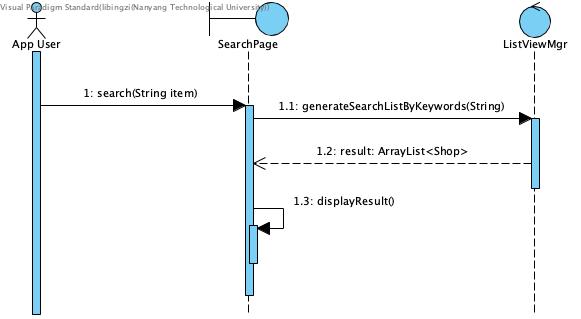 Visual Paradigm Standard(libingzi(Nanyang Technological University))
App User
SearchPage
ListViewMgr
1: search(String item)
1.1: generateSearchListByKeywords(String)
1.2: result: ArrayList<Shop>
1.3: displayResult()